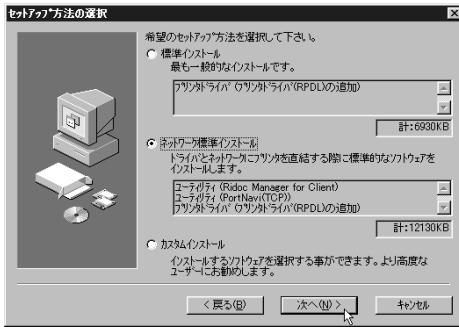 セットアップ方法の選択
希望のセットアップ方法を選択して下さい。
標準インストール
最も一般的なインストールです。
プリンタドライバ (プリンタドライバ(RPDL)の追加)
計:6930KB
ネットワーク標準インストール
ドライバとネットワークにプリンタを直結する際に標準的なソフトウェアを
インストールします。
ユーティリティ (Ridoc Manager for Client)
ユーティリティ (PortNavi(TCP))
プリンタドライバ (プリンタドライバ(RPDL)の追加)
計:12130KB
カスタムインストール
インストールするソフトウェアを選択する事ができます。より高度な
ユーザーにお勧めします。
< 戻る(B)
次へ(N) >
キャンセル